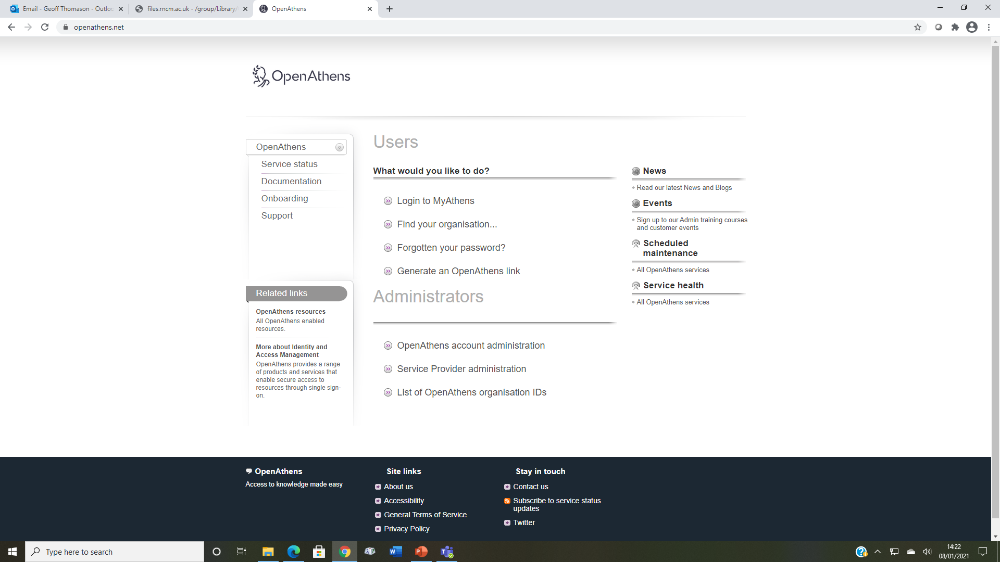 Email - Geoff Thomason - Outloo
files.rncm.ac.uk - /group/Library/
OpenAthens
openathens.net
OpenAthens
OpenAthens
Service status
Documentation
Onboarding
Support
Related links
OpenAthens resources
All OpenAthens enabled
resources.
More about Identity and
Access Management
OpenAthens provides a range
of products and services that
enable secure access to
resources through single sign-
on.
Users
What would you like to do?
Login to MyAthens
Find your organisation...
Forgotten your password?
Generate an OpenAthens link
Administrators
OpenAthens account administration
Service Provider administration
List of OpenAthens organisation IDs
News
Read our latest News and Blogs
Events
Sign up to our Admin training courses
and customer events
Scheduled
maintenance
All OpenAthens services
Service health
All OpenAthens services
OpenAthens
Access to knowledge made easy
Site links
About us
Accessibility
General Terms of Service
Privacy Policy
Stay in touch
Contact us
Subscribe to service status
updates
Twitter
Type here to search
14:22
08/01/2021